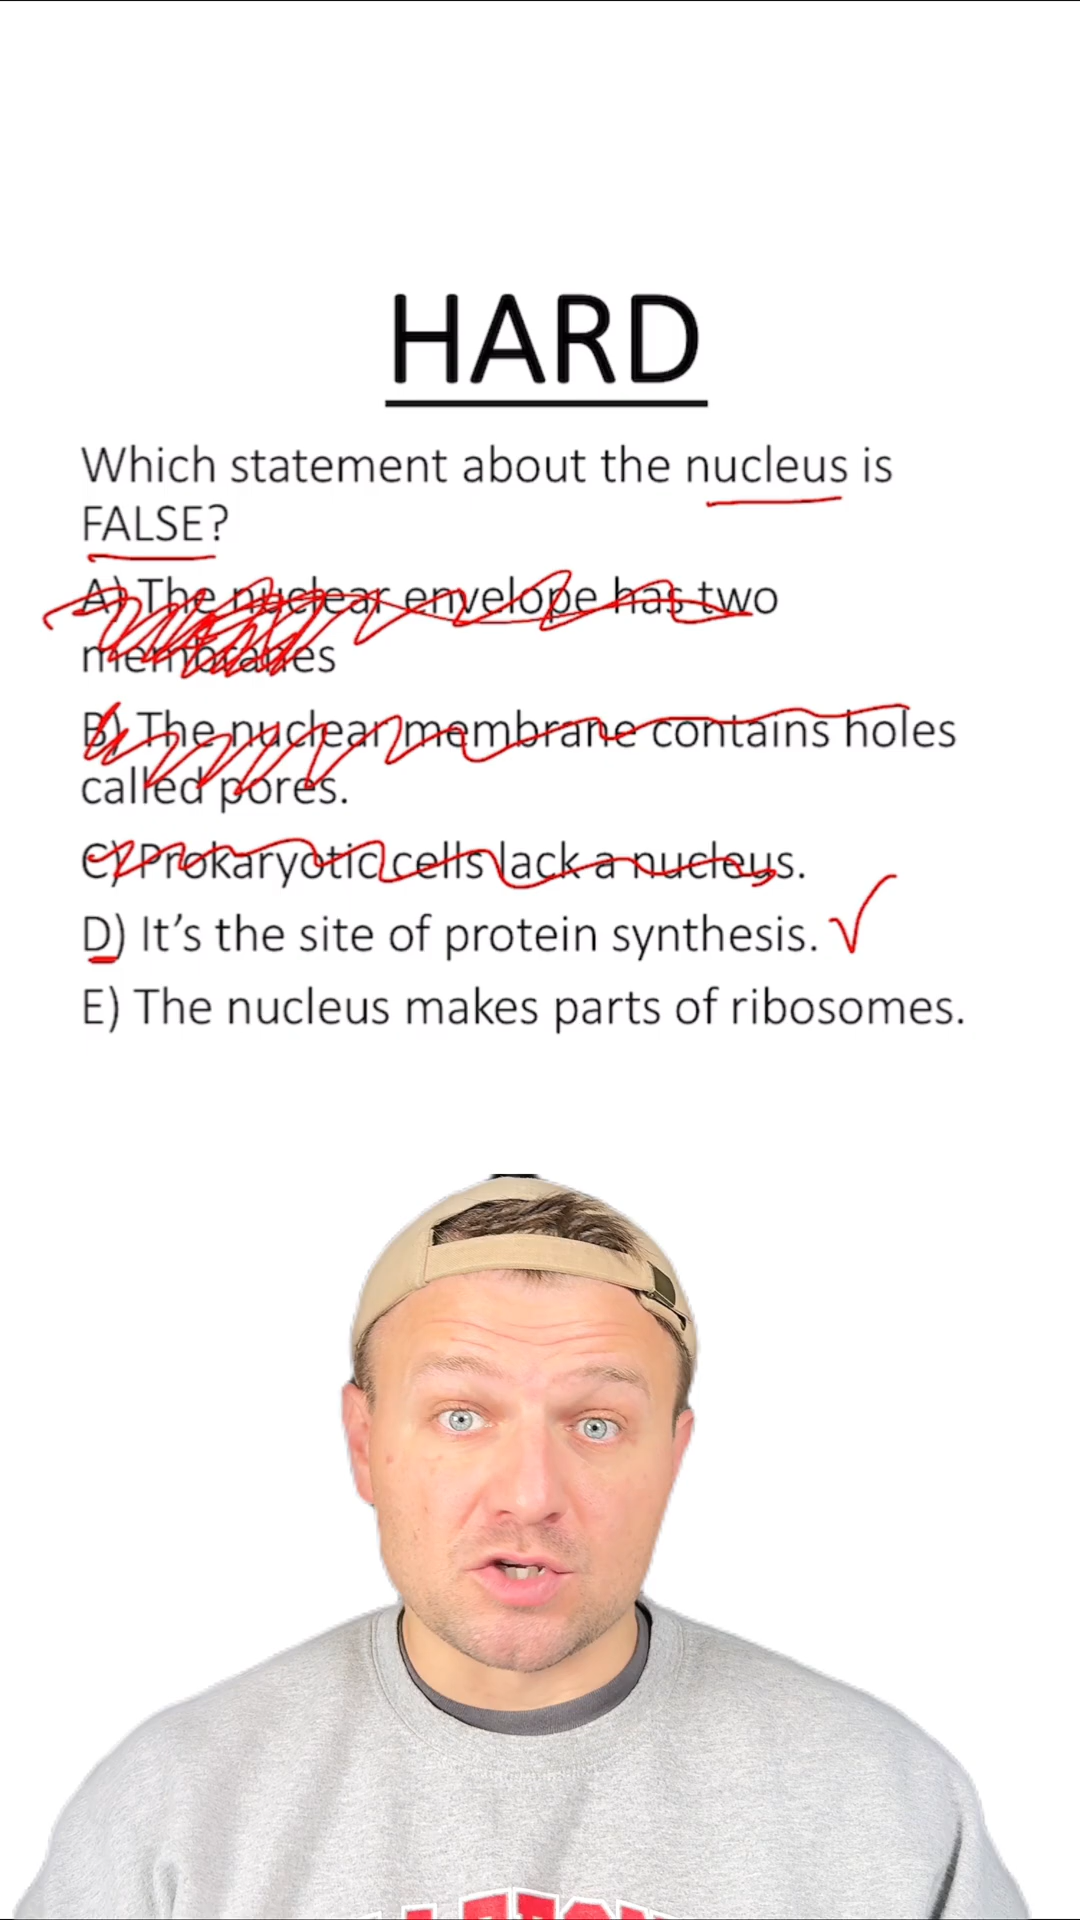 HARD
Which statement about the nucleus is
FALSE?
A) The nuclear envelope has two
membranes
B) The nuclear membrane contains holes
called pores.
C) Prokaryotic cells lack a nucleus.
D) It’s the site of protein synthesis. √
E) The nucleus makes parts of ribosomes.